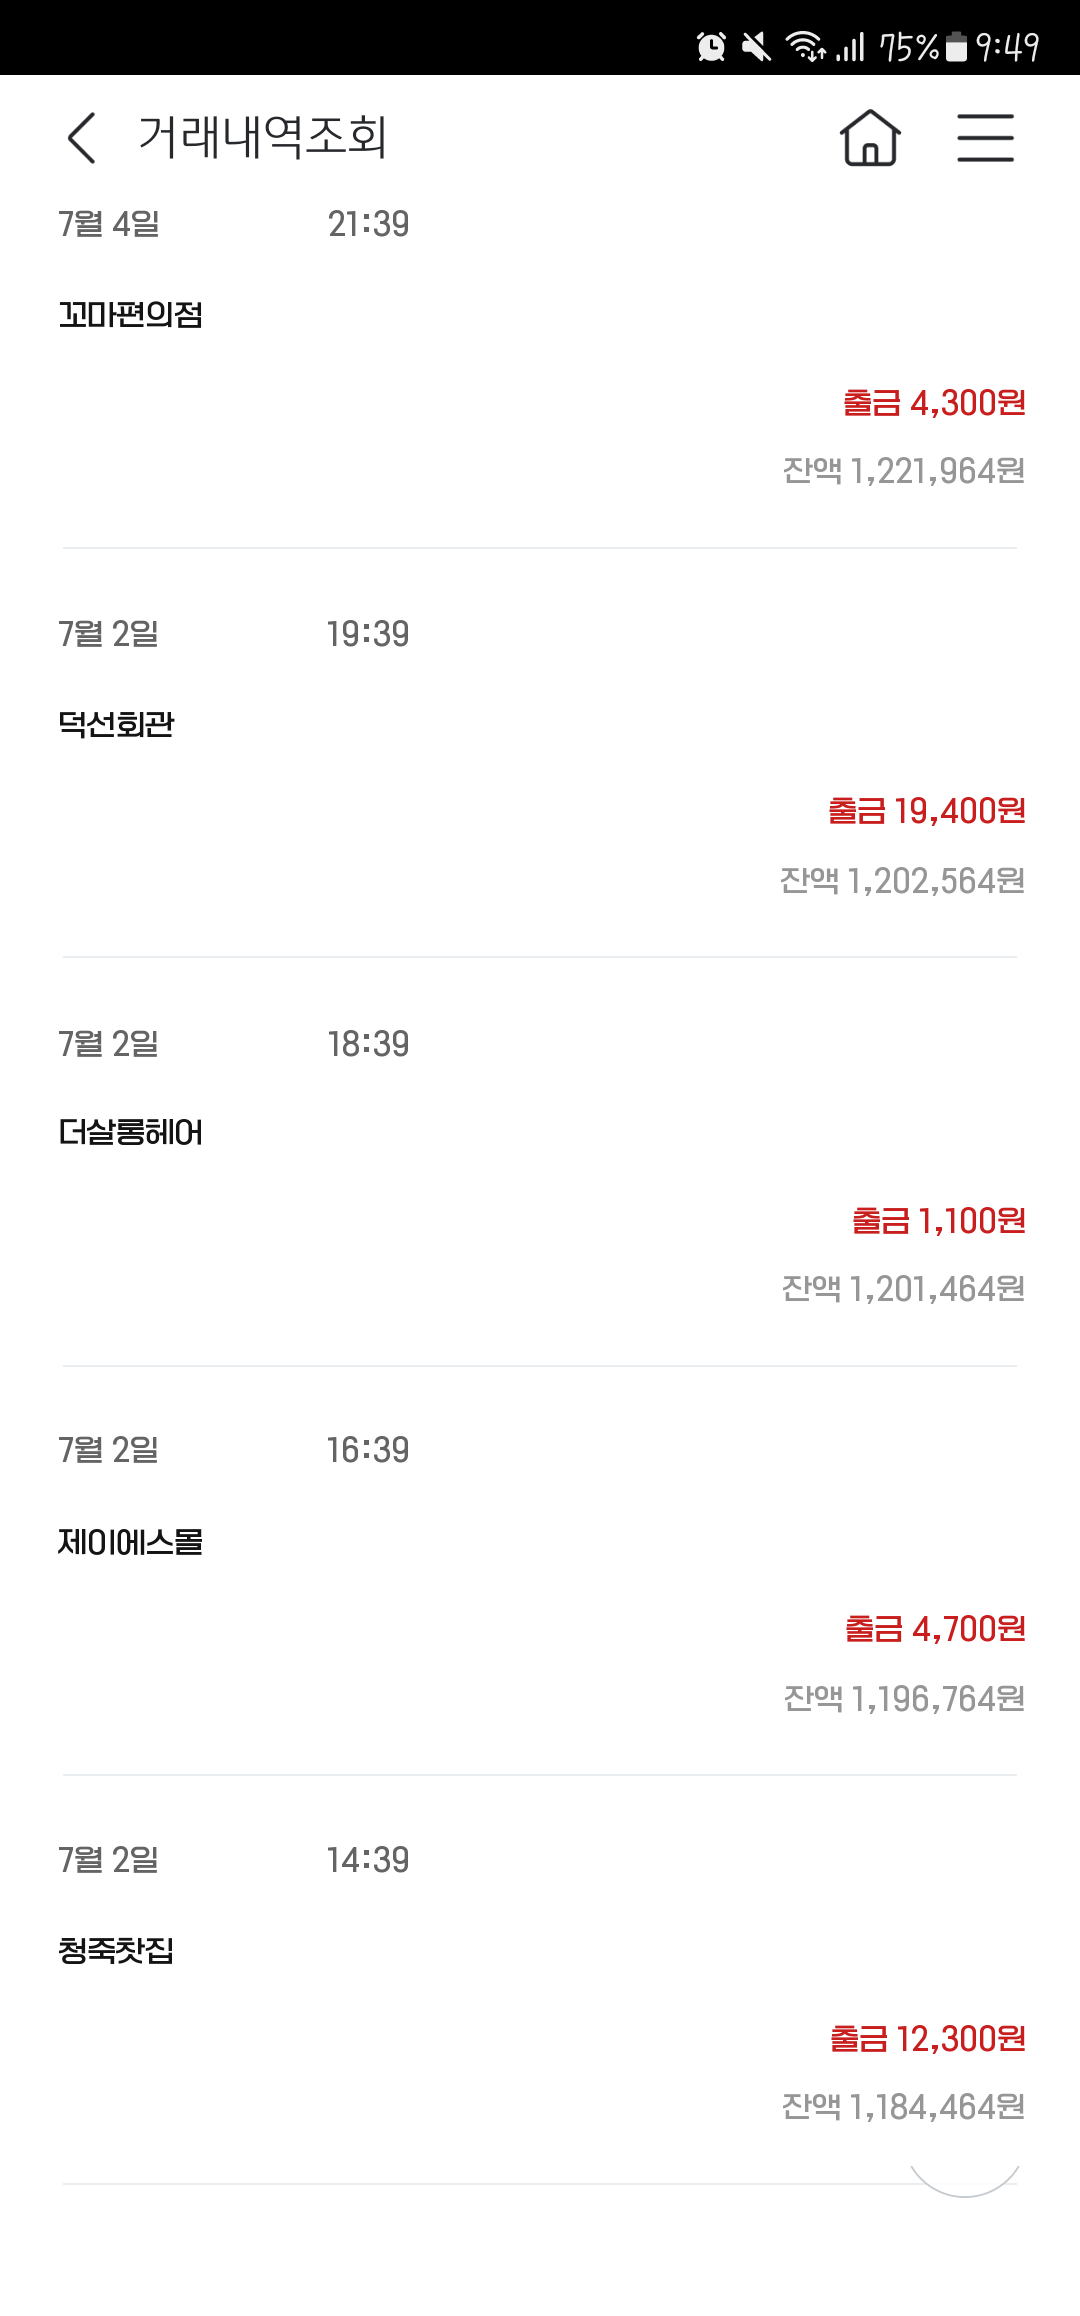 75% 9:49
거래내역조회
7월 4일 21:39
꼬마편의점
출금 4,300원
잔액 1,221,964원
7월 2일 19:39
덕선회관
출금 19,400원
잔액 1,202,564원
7월 2일 18:39
더살롱헤어
출금 1,100원
잔액 1,201,464원
7월 2일 16:39
제이에스몰
출금 4,700원
잔액 1,196,764원
7월 2일 14:39
청죽찻집
출금 12,300원
잔액 1,184,464원